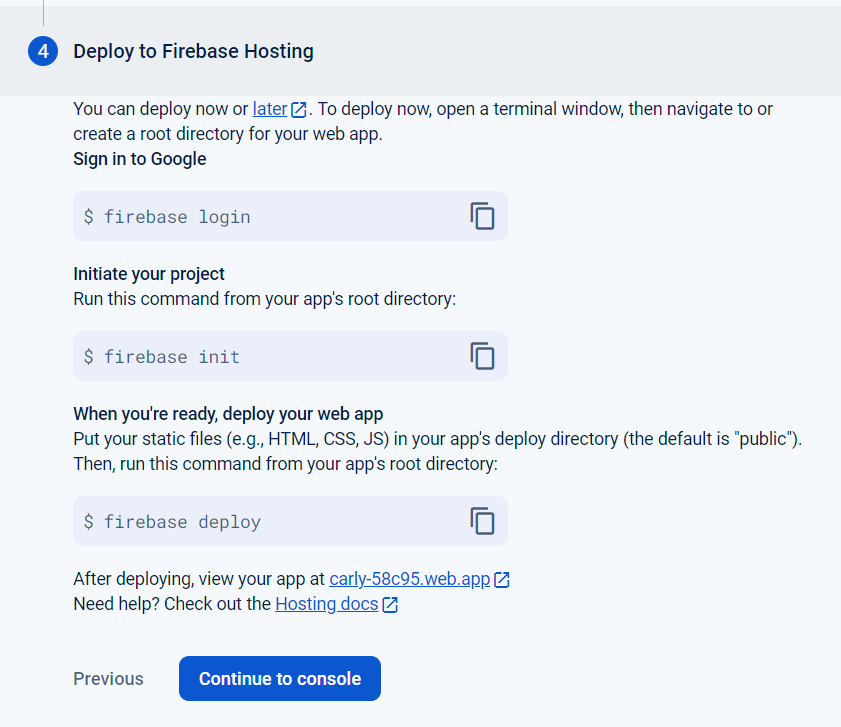 4 Deploy to Firebase Hosting
You can deploy now or later. To deploy now, open a terminal window, then navigate to or
create a root directory for your web app.
Sign in to Google
$ firebase login
Initiate your project
Run this command from your app's root directory:
$ firebase init
When you're ready, deploy your web app
Put your static files (e.g., HTML, CSS, JS) in your app's deploy directory (the default is "public").
Then, run this command from your app's root directory:
$ firebase deploy
After deploying, view your app at carly-58c95.web.app
Need help? Check out the Hosting docs
Previous Continue to console